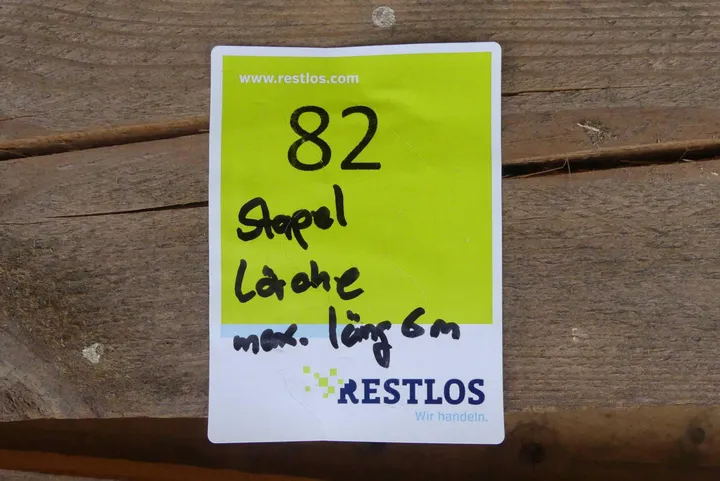 www.restlos.com
82
Stapel
Lärche
max. läng 6m
RESTLOS
Wir handeln.